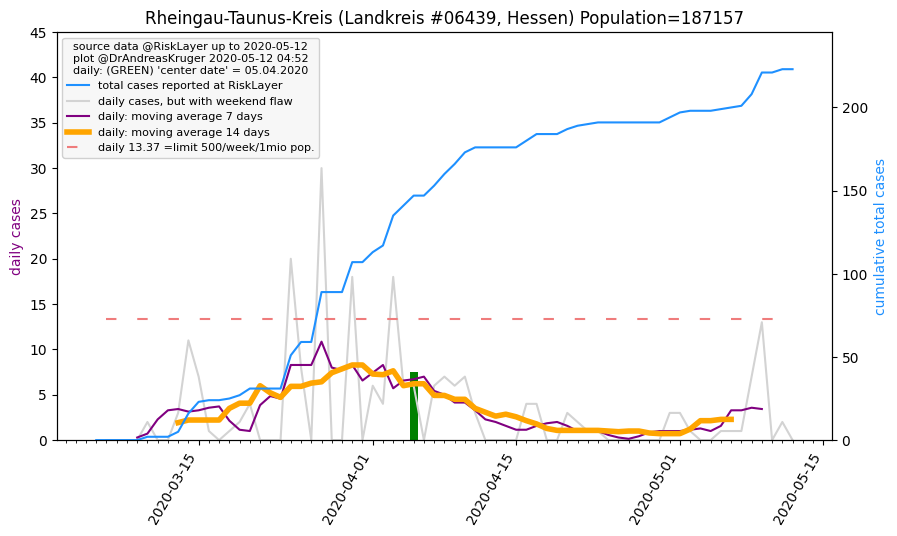 Rheingau-Taunus-Kreis (Landkreis #06439, Hessen) Population=187157
source data @RiskLayer up to 2020-05-12
plot @DrAndreasKruger 2020-05-12 04:52
daily: (GREEN) 'center date' = 05.04.2020
total cases reported at RiskLayer
daily cases, but with weekend flaw
daily: moving average 7 days
daily: moving average 14 days
daily 13.37 =limit 500/week/1mio pop.
daily cases
45
40
35
30
25
20
15
10
5
0
cumulative total cases
200
150
100
50
0
2020-03-15
2020-04-01
2020-04-15
2020-05-01
2020-05-15